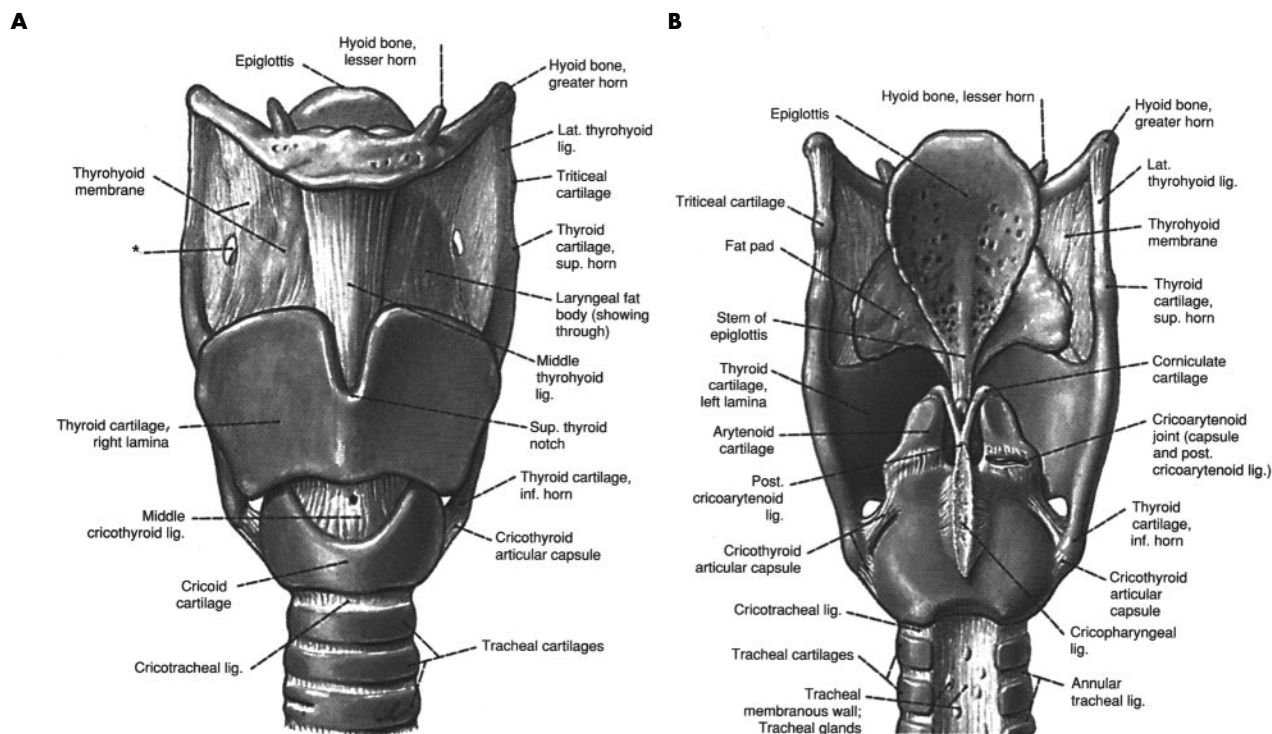 A
Hyoid bone,
lesser horn
Epiglottis
Hyoid bone,
greater horn
Lat. thyrohyoid
lig.
Thyrohyoid
membrane
Triticeal
cartilage
*
Thyroid
cartilage,
sup. horn
Laryngeal fat
body (showing
through)
Middle
thyrohyoid
lig.
Thyroid cartilage,
right lamina
Sup. thyroid
notch
Thyroid cartilage,
inf. horn
Middle
cricothyroid lig.
Cricothyroid
articular capsule
Cricoid
cartilage
Cricotracheal lig.
Tracheal cartilages
B
Hyoid bone, lesser horn
Epiglottis
Hyoid bone,
greater horn
Lat.
thyrohyoid lig.
Triticeal cartilage
Thyrohyoid
membrane
Fat pad
Thyroid
cartilage,
sup. horn
Stem of
epiglottis
Thyroid
cartilage,
left lamina
Corniculate
cartilage
Arytenoid
cartilage
Cricoarytenoid
joint (capsule
and post.
cricoarytenoid lig.)
Post.
cricoarytenoid
lig.
Thyroid
cartilage,
inf. horn
Cricothyroid
articular capsule
Cricothyroid
articular
capsule
Cricotracheal lig.
Cricopharyngeal
lig.
Tracheal cartilages
Annular
tracheal lig.
Tracheal
membranous wall;
Tracheal glands